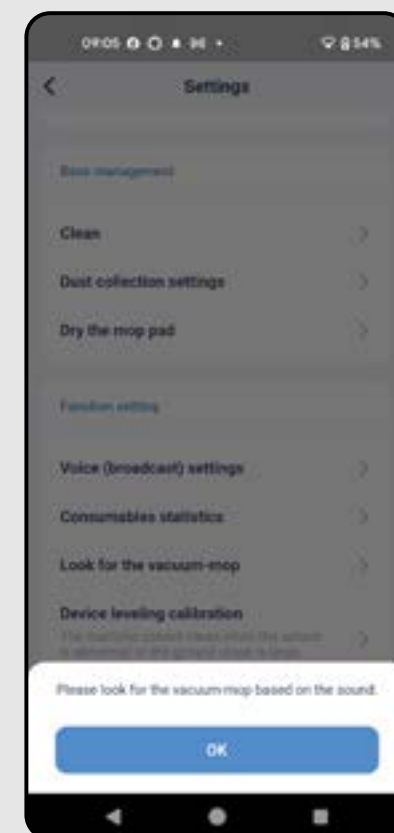 09:05
54%
Settings
Base management
Clean
Dust collection settings
Dry the mop pad
Function setting
Voice (broadcast) settings
Consumables statistics
Look for the vacuum-mop
Device leveling calibration
Please look for the vacuum-mop based on the sound.
OK